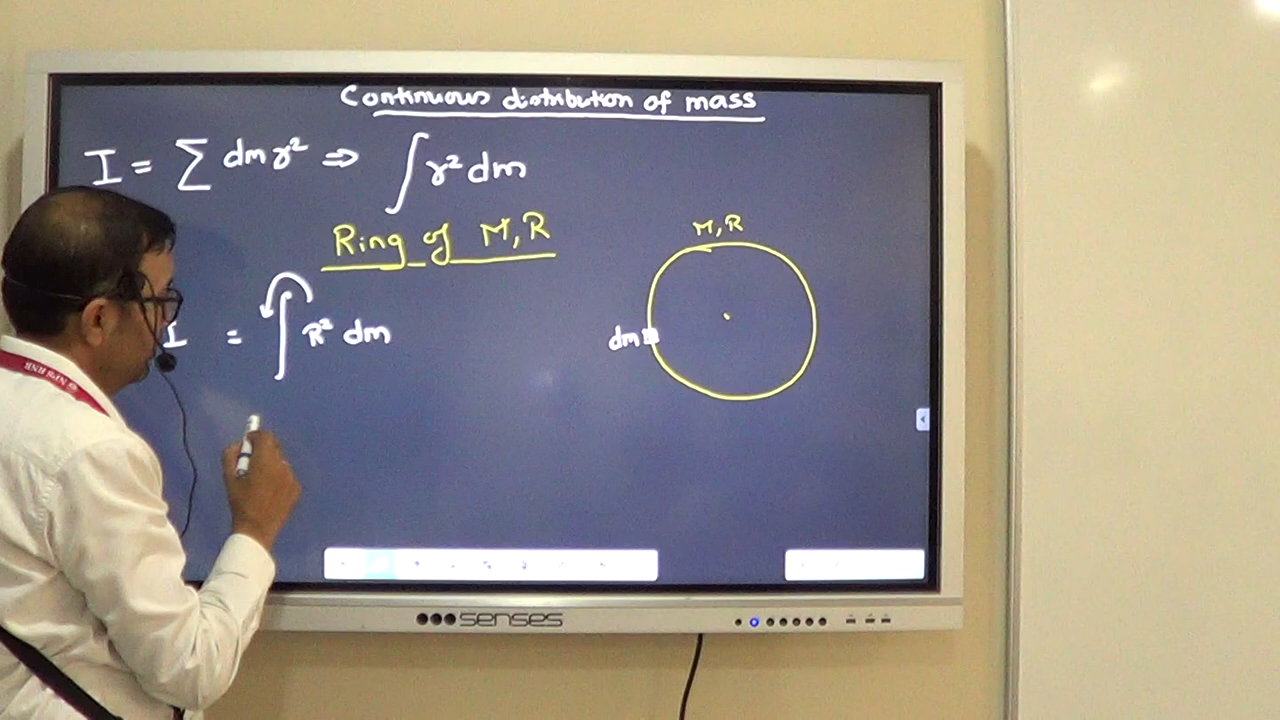 Continuous distribution of mass
I = ∑ dm r² ⇒ ∫ r² dm
Ring of M, R
M, R
I = ∫ R² dm
dm
senses